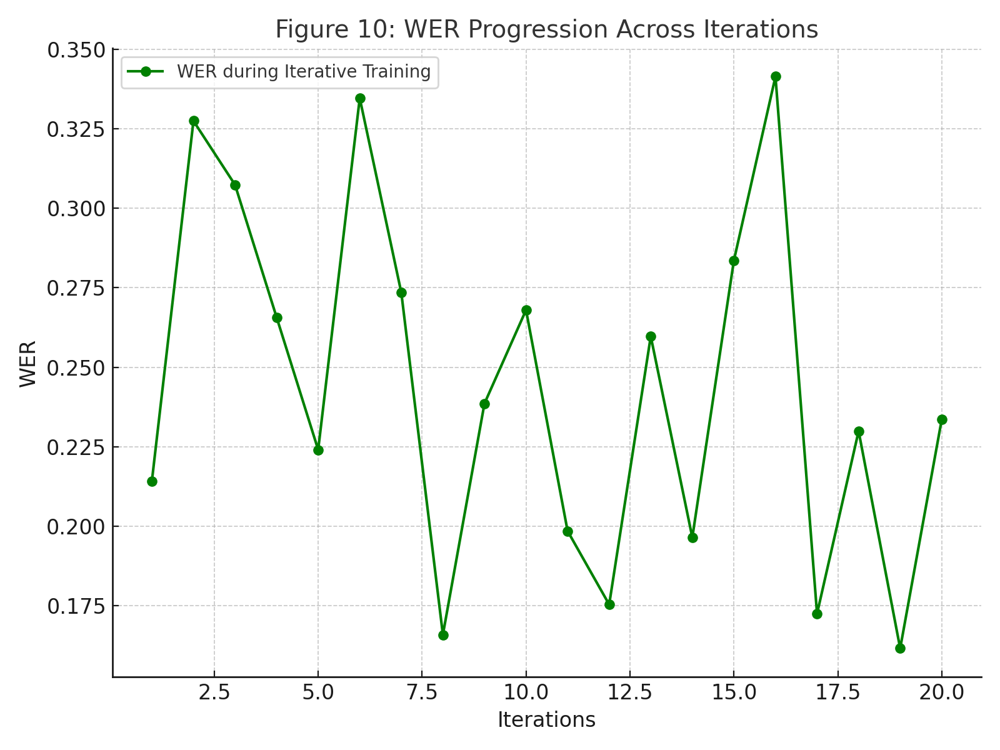 Figure 10: WER Progression Across Iterations
WER during Iterative Training
0.350
0.325
0.300
0.275
0.250
0.225
0.200
0.175
WER
2.5 5.0 7.5 10.0 12.5 15.0 17.5 20.0
Iterations